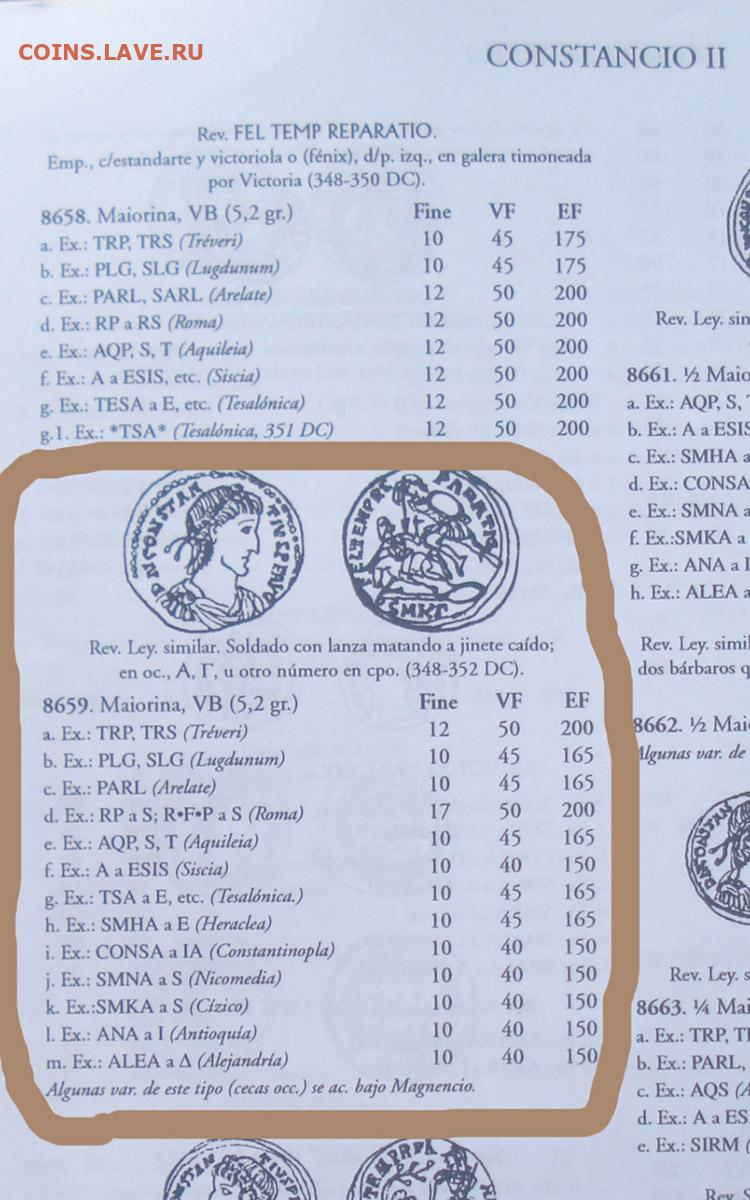 COINS.LAVE.RU
CONSTANCIO II
Rev. FEL TEMP REPARATIO.
Emp., c/estandarte y victoriola o (fénix), d/p. izq., en galera timoneada
por Victoria (348-350 DC).
8658. Maiorina, VB (5,2 gr.) Fine VF EF
a. Ex.: TRP, TRS (Tréveri) 10 45 175
b. Ex.: PLG, SLG (Lugdunum) 10 45 175
c. Ex.: PARL, SARL (Arelate) 12 50 200
d. Ex.: RP a RS (Roma) 12 50 200
e. Ex.: AQP, S, T (Aquileia) 12 50 200
f. Ex.: A a ESIS, etc. (Siscia) 12 50 200
g. Ex.: TESA a E, etc. (Tesalónica) 12 50 200
g.1. Ex.: *TSA* (Tesalónica, 351 DC) 12 50 200
DN CONSTAN TIVS PF AVG
FEL TEMP RE PARATIO
SMKΓ
Rev. Ley. similar. Soldado con lanza matando a jinete caído;
en oc., A, Γ, u otro número en cpo. (348-352 DC).
8659. Maiorina, VB (5,2 gr.) Fine VF EF
a. Ex.: TRP, TRS (Tréveri) 12 50 200
b. Ex.: PLG, SLG (Lugdunum) 10 45 165
c. Ex.: PARL (Arelate) 10 45 165
d. Ex.: RP a S; R•F•P a S (Roma) 17 50 200
e. Ex.: AQP, S, T (Aquileia) 10 45 165
f. Ex.: A a ESIS (Siscia) 10 40 150
g. Ex.: TSA a E, etc. (Tesalónica.) 10 45 165
h. Ex.: SMHA a E (Heraclea) 10 45 165
i. Ex.: CONSA a IA (Constantinopla) 10 40 150
j. Ex.: SMNA a S (Nicomedia) 10 40 150
k. Ex.:SMKA a S (Cízico) 10 40 150
l. Ex.: ANA a I (Antioquía) 10 40 150
m. Ex.: ALEA a Δ (Alejandría) 10 40 150
Algunas var. de este tipo (cecas occ.) se ac. bajo Magnencio.
Rev. Ley. sim
8661. ½ Maio
a. Ex.: AQP, S,
b. Ex.: A a ESIS
c. Ex.: SMHA a
d. Ex.: CONSA
e. Ex.: SMNA a
f. Ex.:SMKA a
g. Ex.: ANA a I
h. Ex.: ALEA a
Rev. Ley. simil
dos bárbaros q
8662. ½ Mai
Algunas var. de
Rev. Ley. s
8663. ¼ Mai
a. Ex.: TRP, T
b. Ex.: PARL,
c. Ex.: AQS (A
d. Ex.: A a ES
e. Ex.: SIRM (
Rev. S